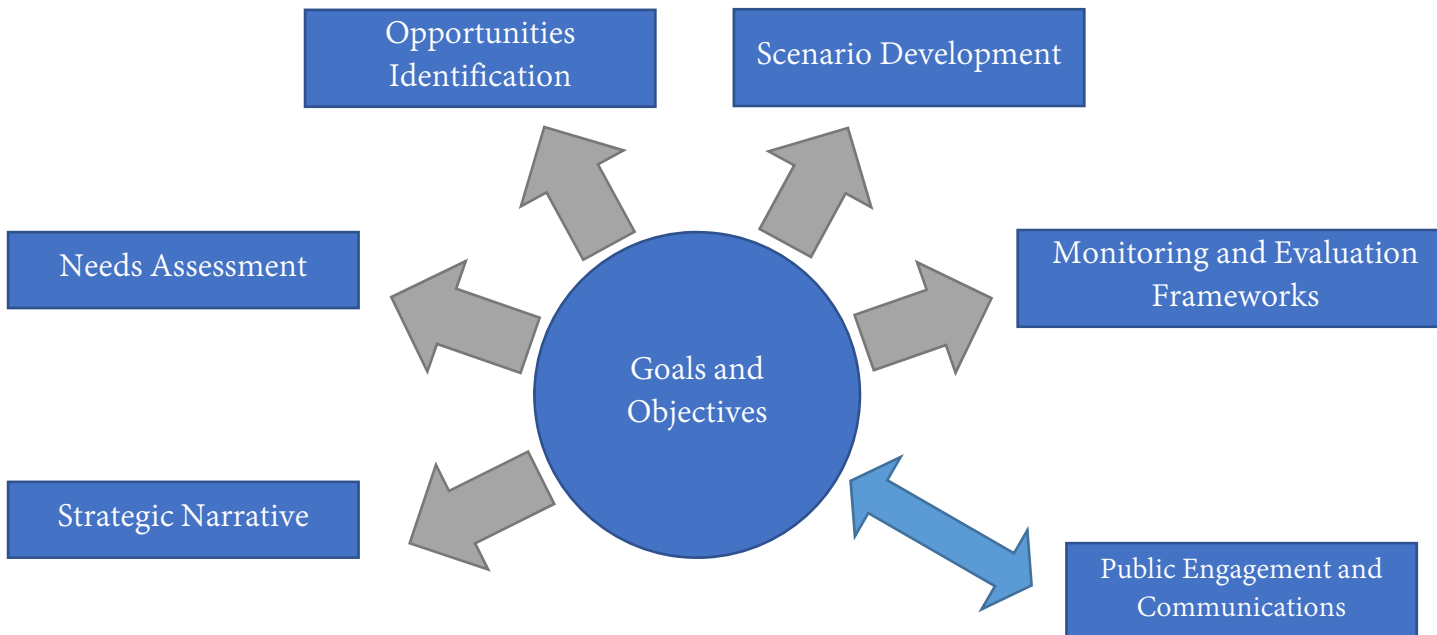 Opportunities
Identification
Scenario Development
Needs Assessment
Monitoring and Evaluation
Frameworks
Goals and
Objectives
Strategic Narrative
Public Engagement and
Communications